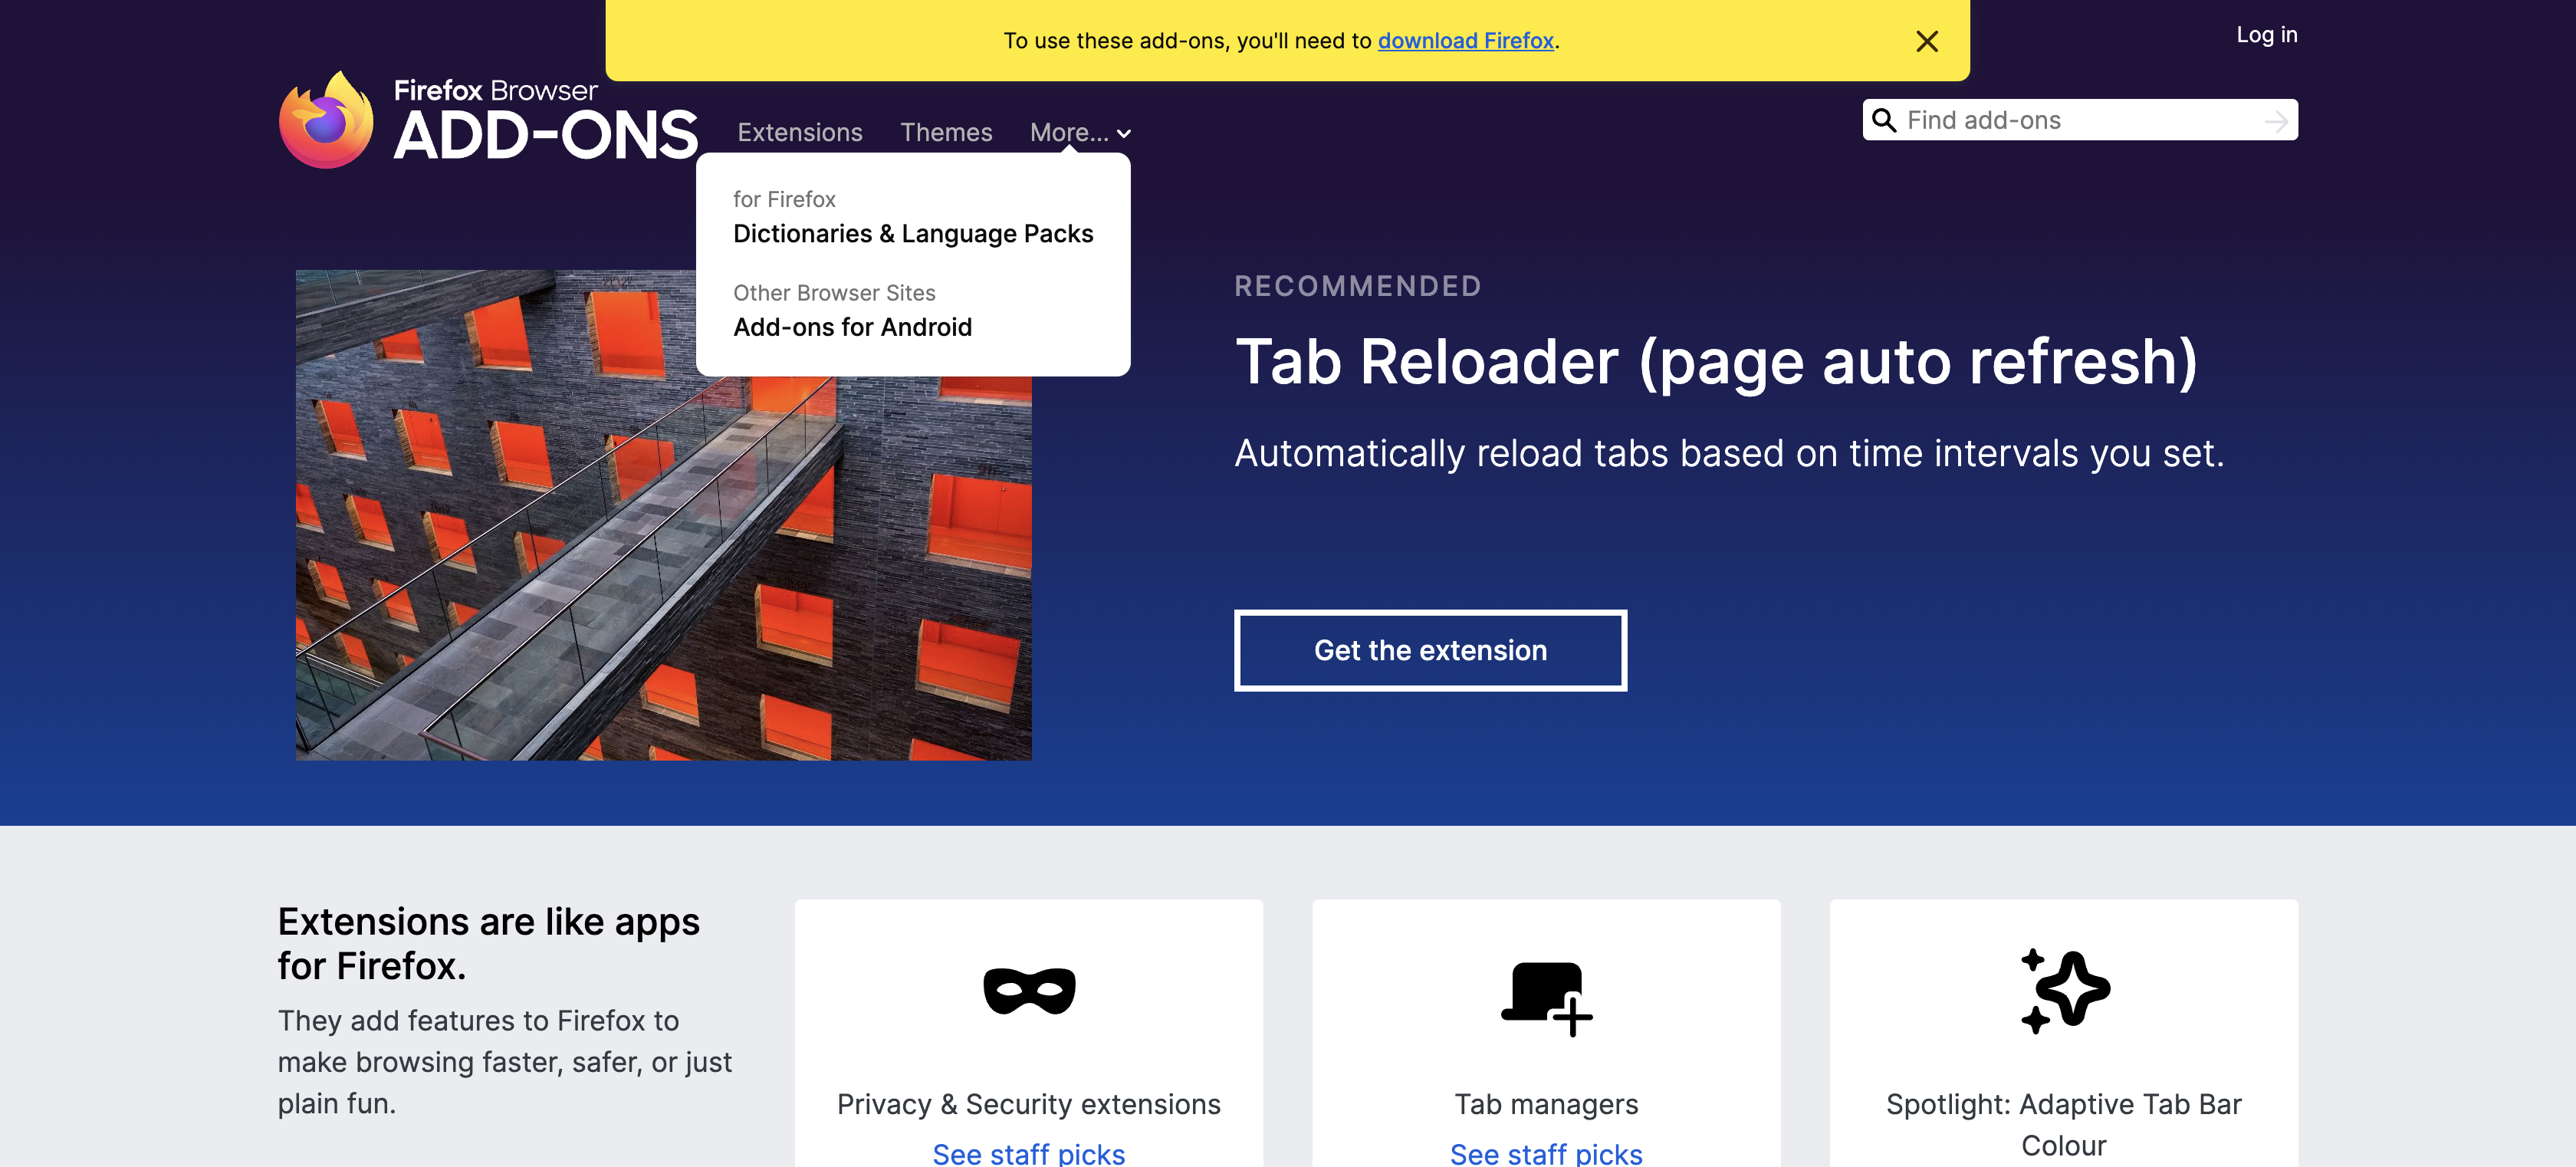 To use these add-ons, you'll need to download Firefox.
Log in
Firefox Browser
ADD-ONS
Extensions
Themes
More...
Find add-ons
for Firefox
Dictionaries & Language Packs
Other Browser Sites
Add-ons for Android
RECOMMENDED
Tab Reloader (page auto refresh)
Automatically reload tabs based on time intervals you set.
Get the extension
Extensions are like apps
for Firefox.
They add features to Firefox to
make browsing faster, safer, or just
plain fun.
Privacy & Security extensions
See staff picks
Tab managers
See staff picks
Spotlight: Adaptive Tab Bar
Colour